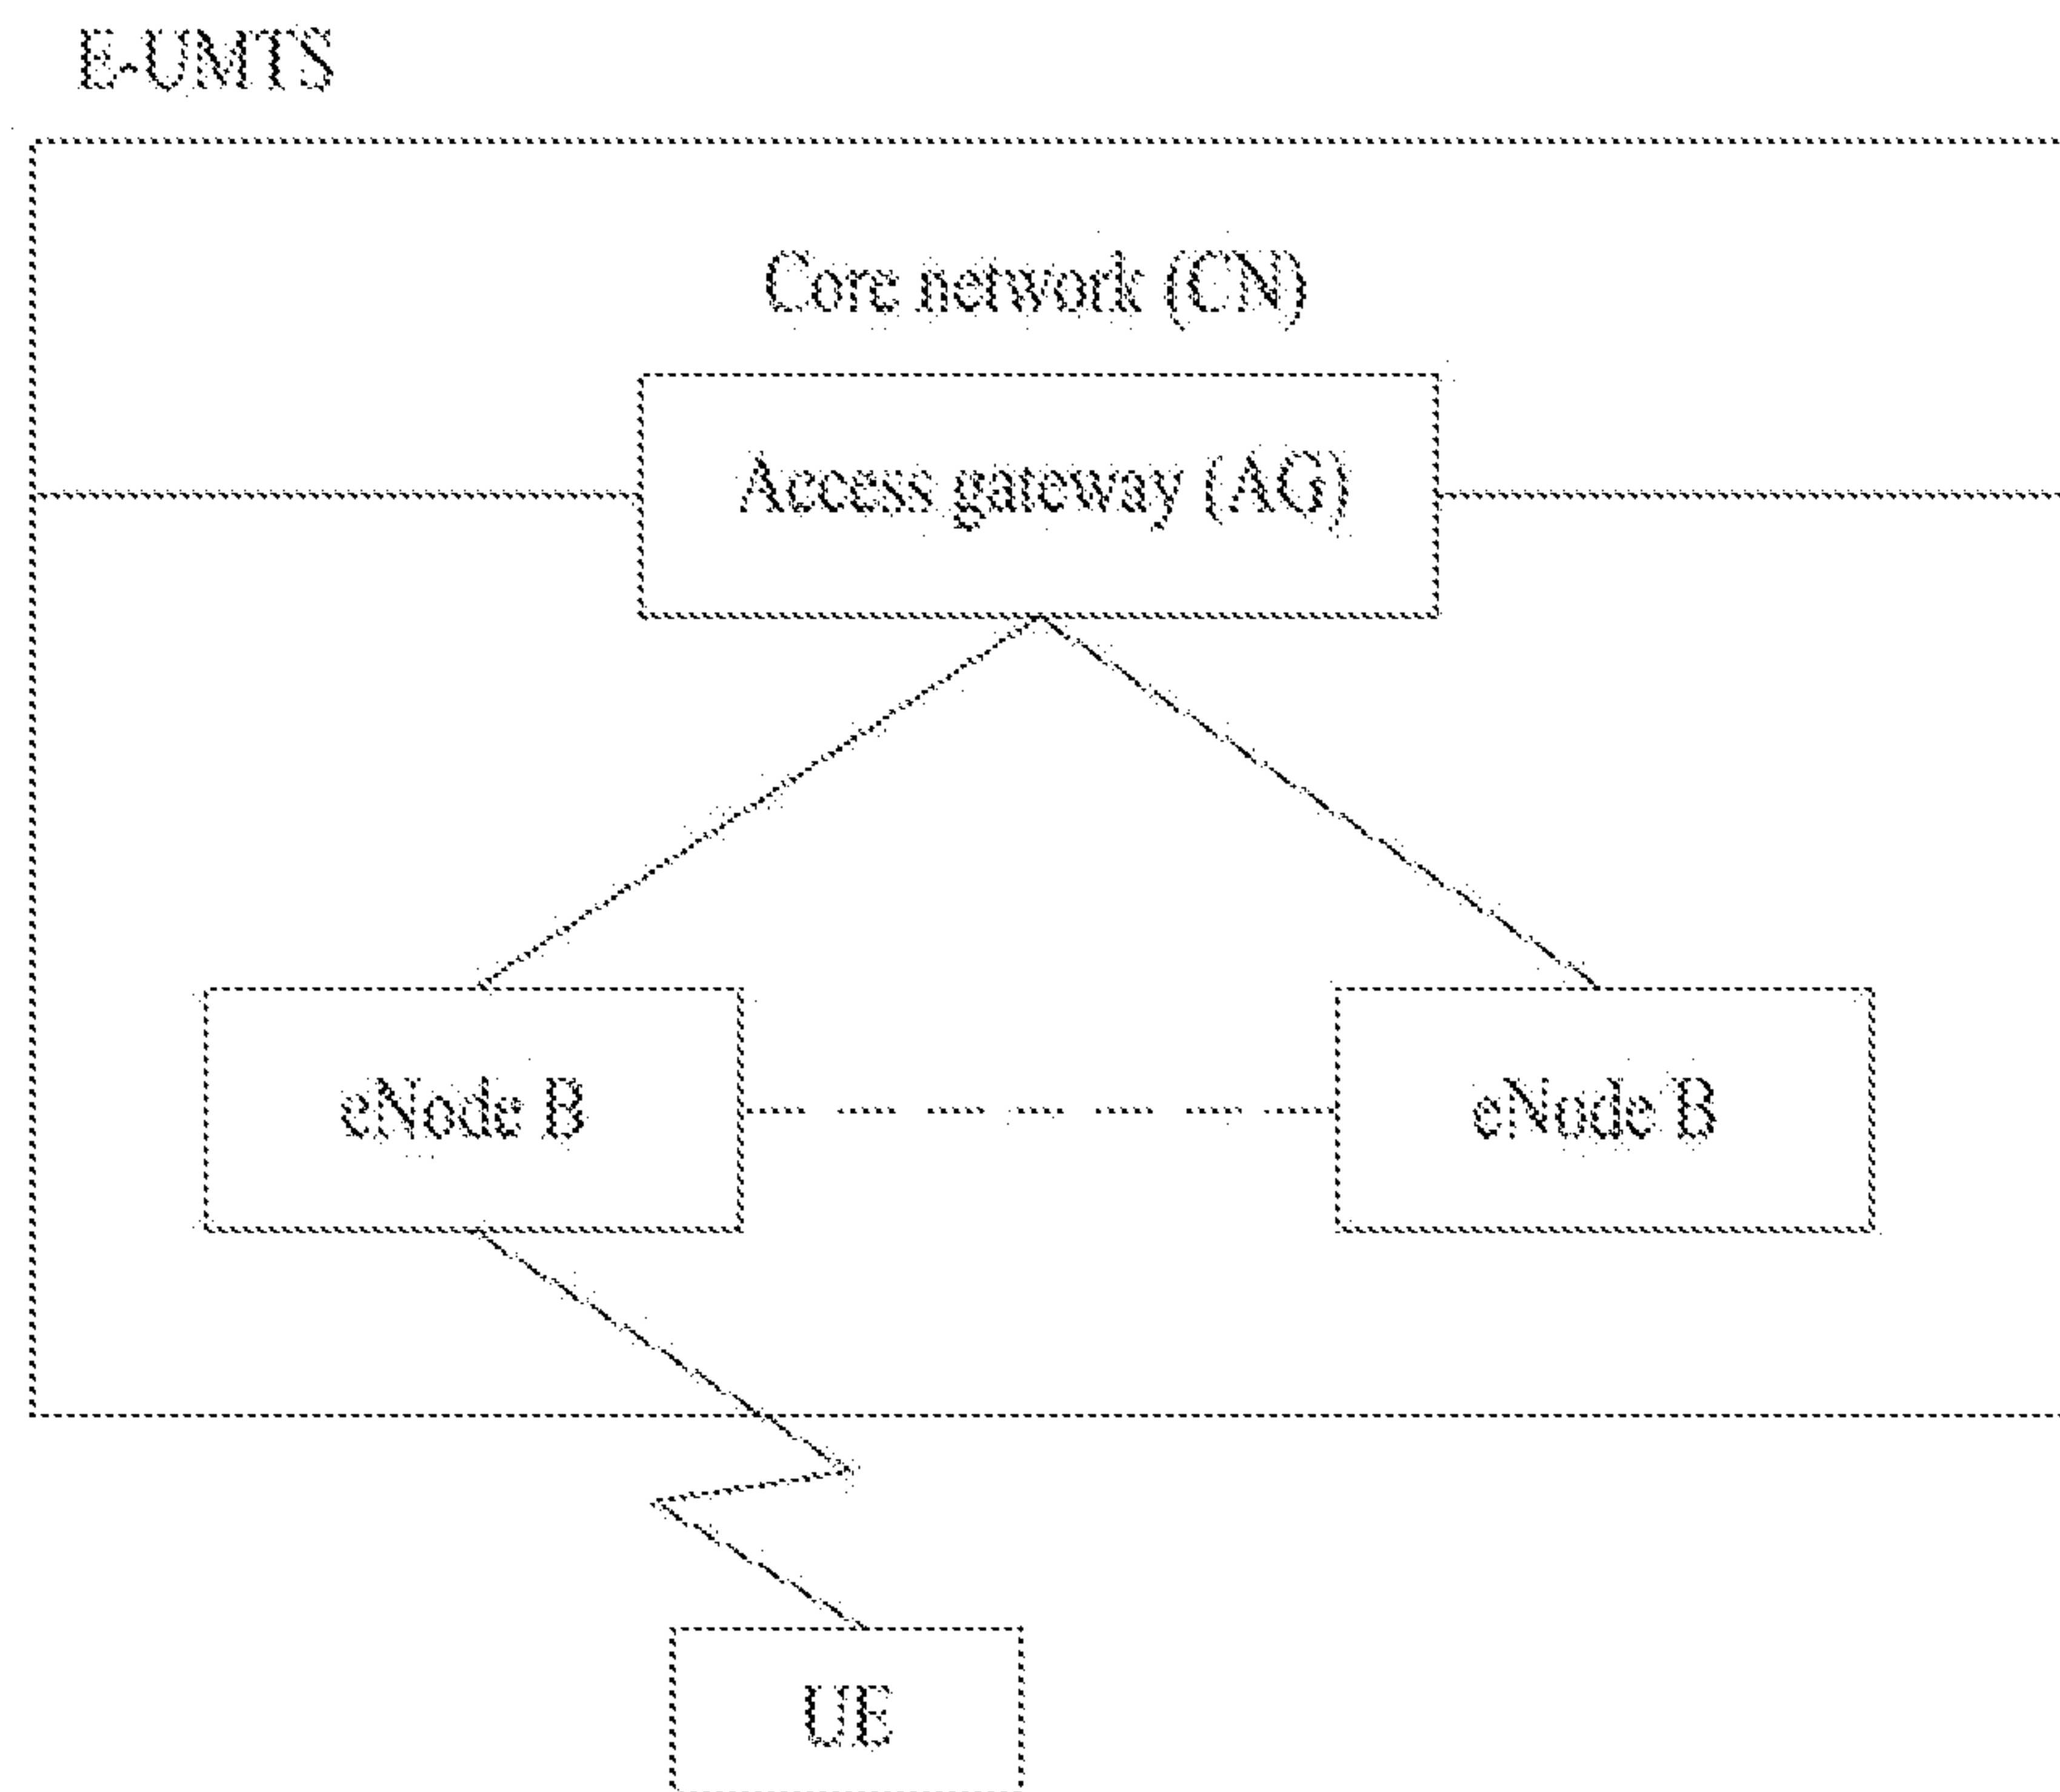 E-UMTS
Core network (CN)
Access gateway (AG)
eNode B
eNode B
UE